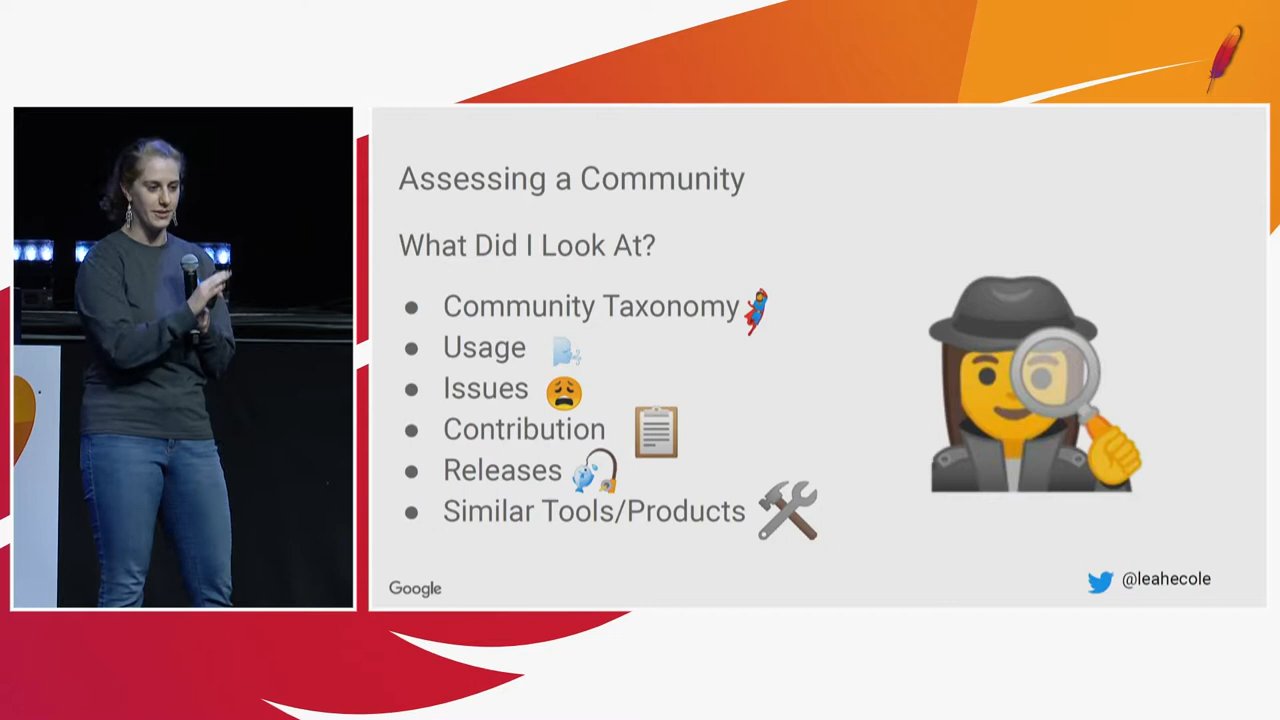 Assessing a Community
What Did I Look At?
● Community Taxonomy
● Usage
● Issues
● Contribution
● Releases
● Similar Tools/Products
Google
@leahecole